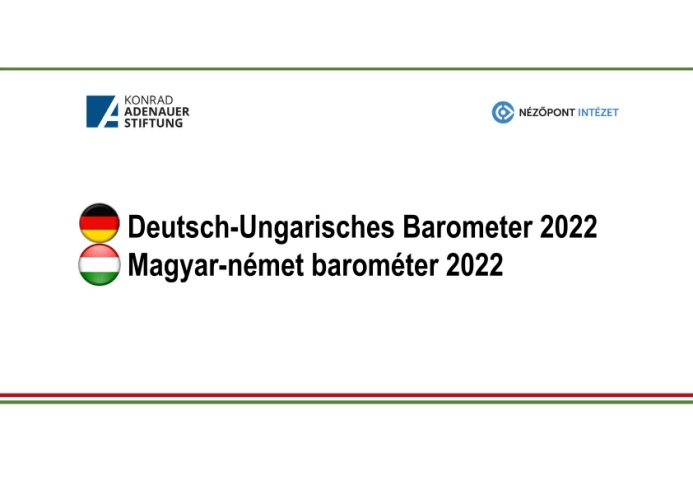 KONRAD
ADENAUER
STIFTUNG
NÉZŐPONT INTÉZET
Deutsch-Ungarisches Barometer 2022
Magyar-német barométer 2022